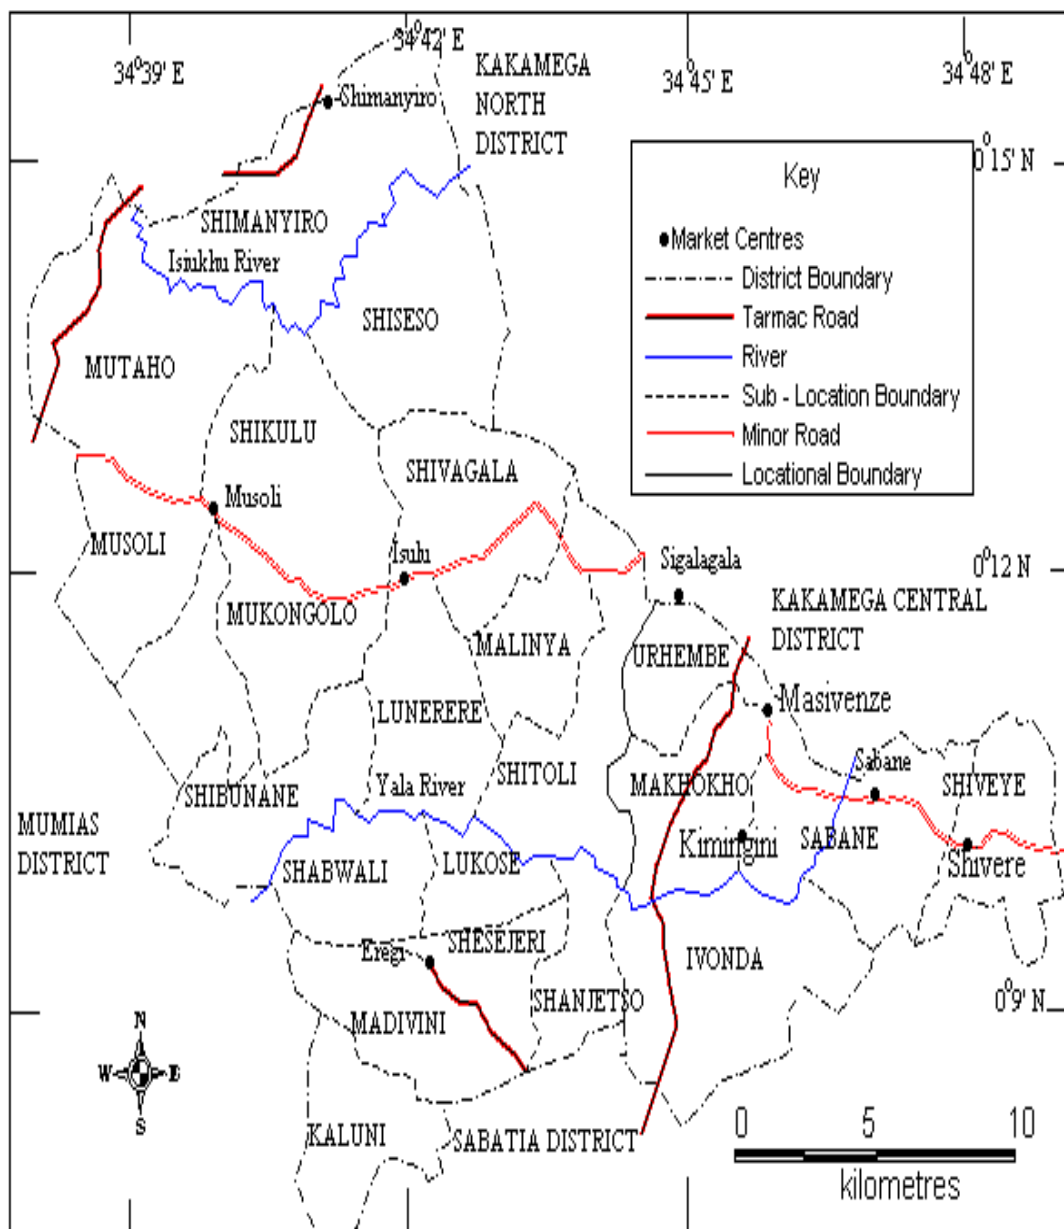 34°39' E
34°42' E
34°45' E
34°48' E
KAKAMEGA
NORTH
DISTRICT
Shimanyiro
0°15' N
Key
Market Centres
District Boundary
Tarmac Road
River
Sub - Location Boundary
Minor Road
Locational Boundary
SHIMANYIRO
Isiukhu River
SHISESO
MUTAHO
SHIKULU
SHIVAGALA
Musoli
MUSOLI
Isulu
Sigalagala
0°12 N
MUKONGOLO
KAKAMEGA CENTRAL
DISTRICT
MALINYA
URHEMBE
Masivenze
LUNERERE
SHITOLI
Yala River
SHIBUNANE
MAKHOKHO
Sabane
SHIVEYE
MUMIAS
DISTRICT
Kimingini
SABANE
Shivere
SHABWALI
LUKOSE
Eregi
SHESEJERI
IVONDA
SHANJETSO
0°9' N
MADIVINI
N
W
E
S
KALUNI
SABATIA DISTRICT
0 5 10
kilometres